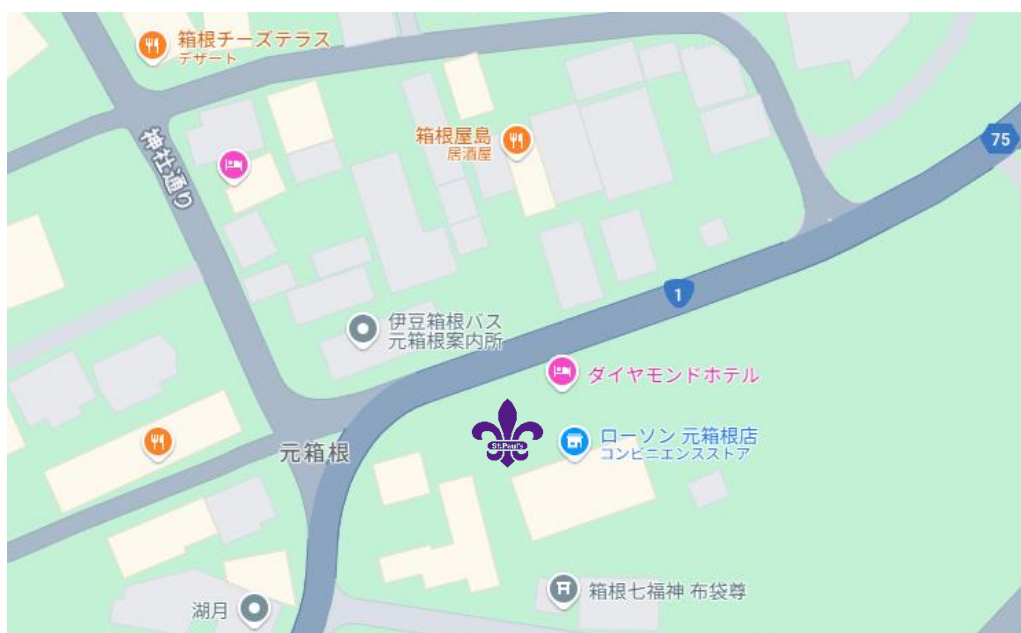 箱根チーズテラス
デザート
神社通り
箱根屋島
居酒屋
75
1
伊豆箱根バス
元箱根案内所
ダイヤモンドホテル
St.Paul's
ローソン 元箱根店
コンビニエンスストア
元箱根
箱根七福神 布袋尊
湖月